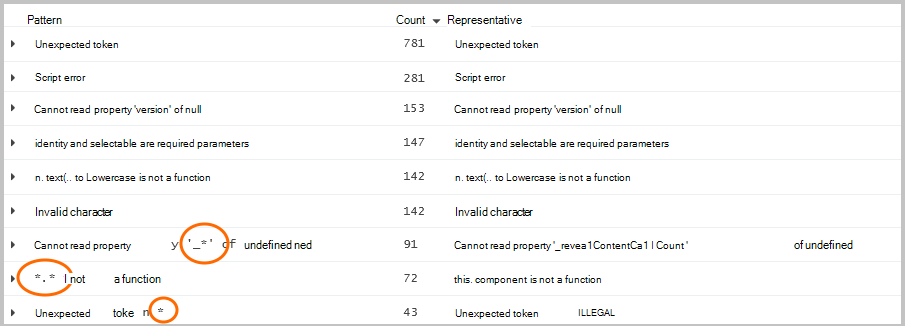 Pattern Count Representative
Unexpected token 781 Unexpected token
Script error 281 Script error
Cannot read property 'version' of null 153 Cannot read property 'version' of null
identity and selectable are required parameters 147 identity and selectable are required parameters
n. text(.. to Lowercase is not a function 142 n. text(.. to Lowercase is not a function
Invalid character 142 Invalid character
Cannot read property y '_*' of undefined ned 91 Cannot read property '_revea1ContentCa1 l Count' of undefined
*.* l not a function 72 this. component is not a function
Unexpected toke n * 43 Unexpected token ILLEGAL